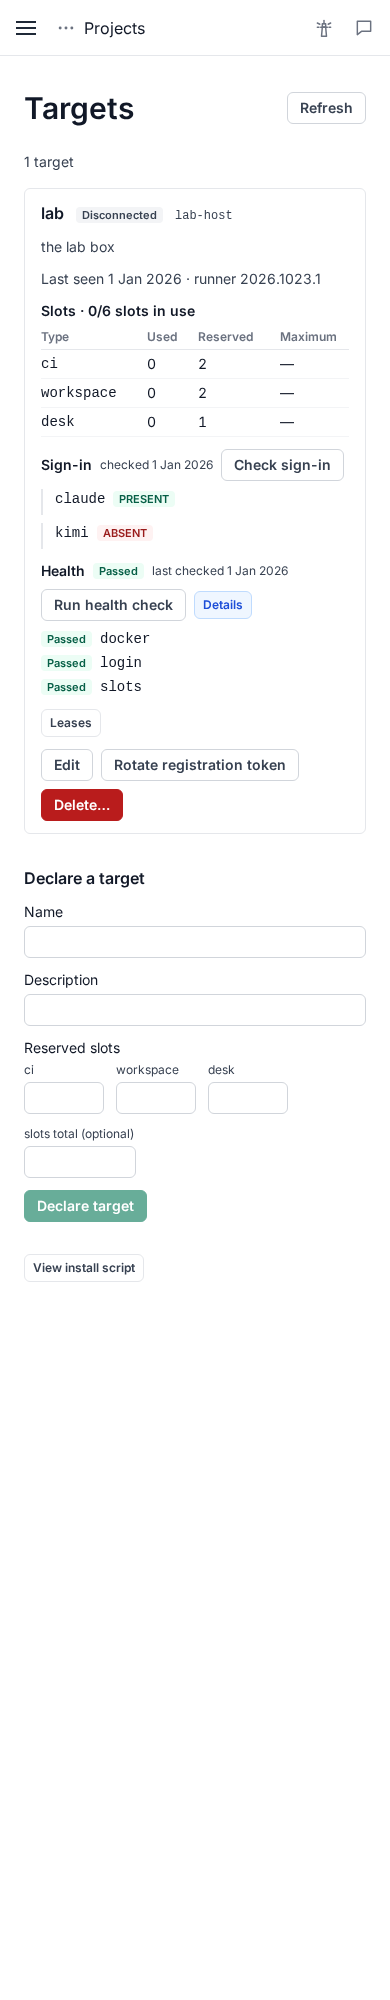 Projects
Targets
Refresh
1 target
lab Disconnected lab-host
the lab box
Last seen 1 Jan 2026 · runner 2026.1023.1
Slots · 0/6 slots in use
Type Used Reserved Maximum
ci 0 2 —
workspace 0 2 —
desk 0 1 —
Sign-in checked 1 Jan 2026 Check sign-in
claude PRESENT
kimi ABSENT
Health Passed last checked 1 Jan 2026
Run health check Details
Passed docker
Passed login
Passed slots
Leases
Edit Rotate registration token
Delete...
Declare a target
Name
Description
Reserved slots
ci workspace desk
slots total (optional)
Declare target
View install script